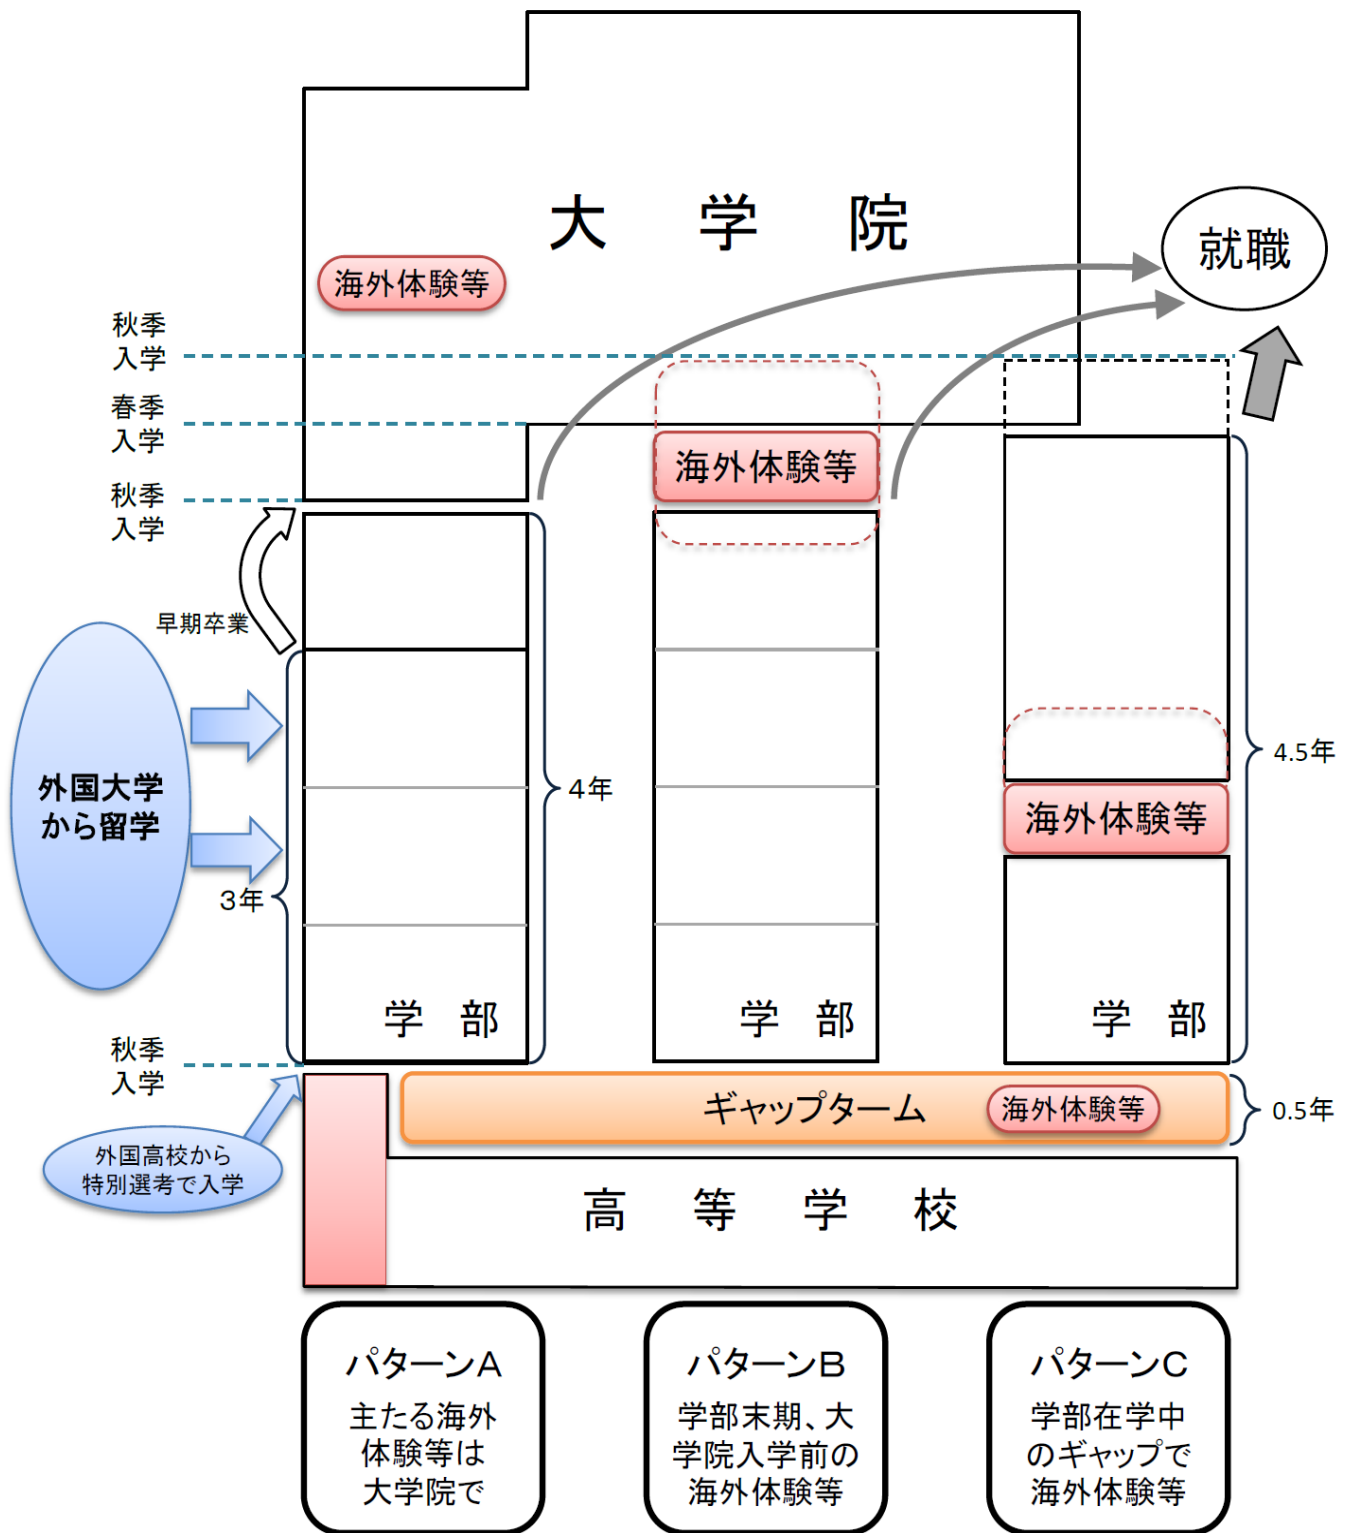 大学院
就職
海外体験等
秋季
入学
春季
入学
海外体験等
秋季
入学
早期卒業
外国大学
から留学
4年
4.5年
海外体験等
3年
学部
学部
学部
秋季
入学
ギャップターム
海外体験等
0.5年
外国高校から
特別選考で入学
高等学校
パターンA
主たる海外
体験等は
大学院で
パターンB
学部末期、大
学院入学前の
海外体験等
パターンC
学部在学中
のギャップで
海外体験等